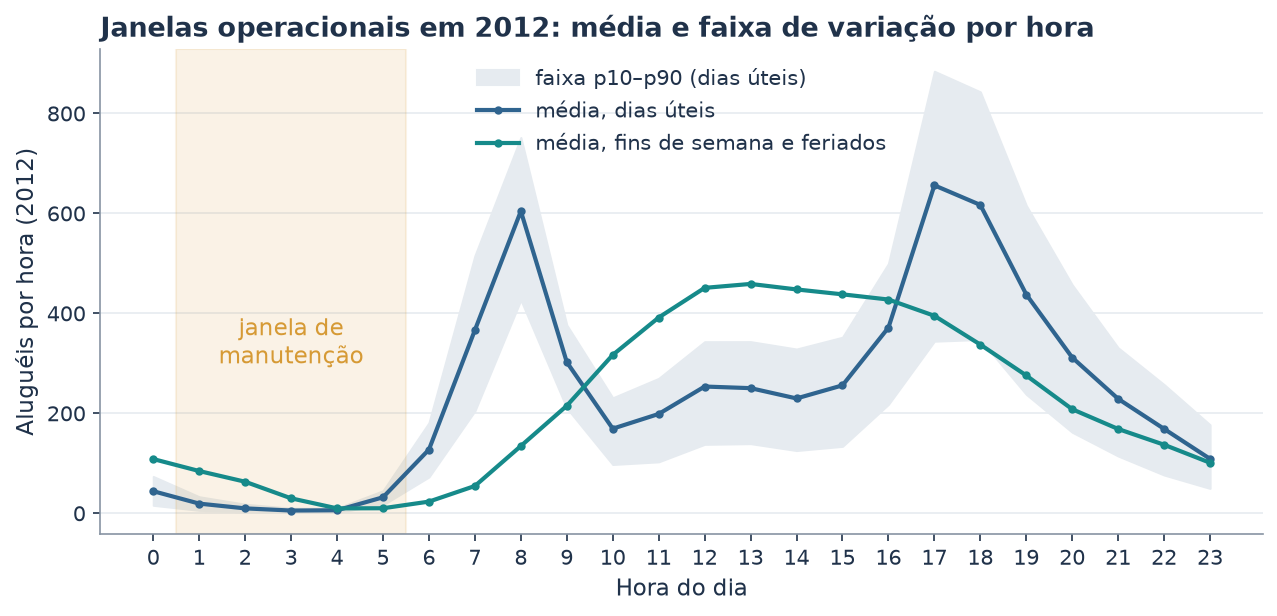 Janelas operacionais em 2012: média e faixa de variação por hora
faixa p10–p90 (dias úteis)
média, dias úteis
média, fins de semana e feriados
janela de
manutenção
Aluguéis por hora (2012)
800
600
400
200
0
0 1 2 3 4 5 6 7 8 9 10 11 12 13 14 15 16 17 18 19 20 21 22 23
Hora do dia